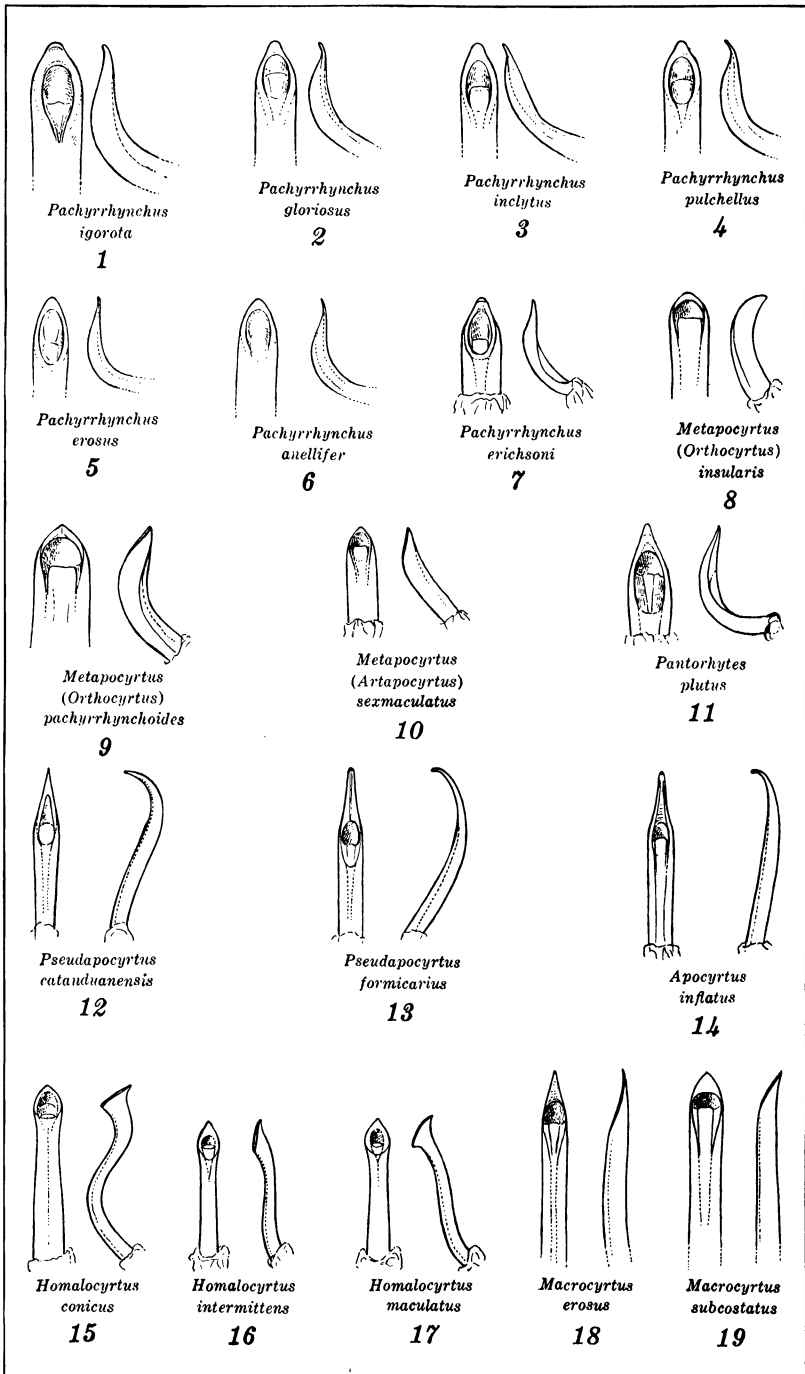 Pachyrrhynchus
igorota
1
Pachyrrhynchus
gloriosus
2
Pachyrrhynchus
inclytus
3
Pachyrrhynchus
pulchellus
4
Pachyrrhynchus
erosus
5
Pachyrrhynchus
anellifer
6
Pachyrrhynchus
erichsoni
7
Metapocyrtus
(Orthocyrtus)
insularis
8
Metapocyrtus
(Orthocyrtus)
pachyrrhynchoides
9
Metapocyrtus
(Artapocyrtus)
sexmaculatus
10
Pantorhytes
plutus
11
Pseudapocyrtus
catanduanensis
12
Pseudapocyrtus
formicarius
13
Apocyrtus
inflatus
14
Homalocyrtus
conicus
15
Homalocyrtus
intermittens
16
Homalocyrtus
maculatus
17
Macrocyrtus
erosus
18
Macrocyrtus
subcostatus
19